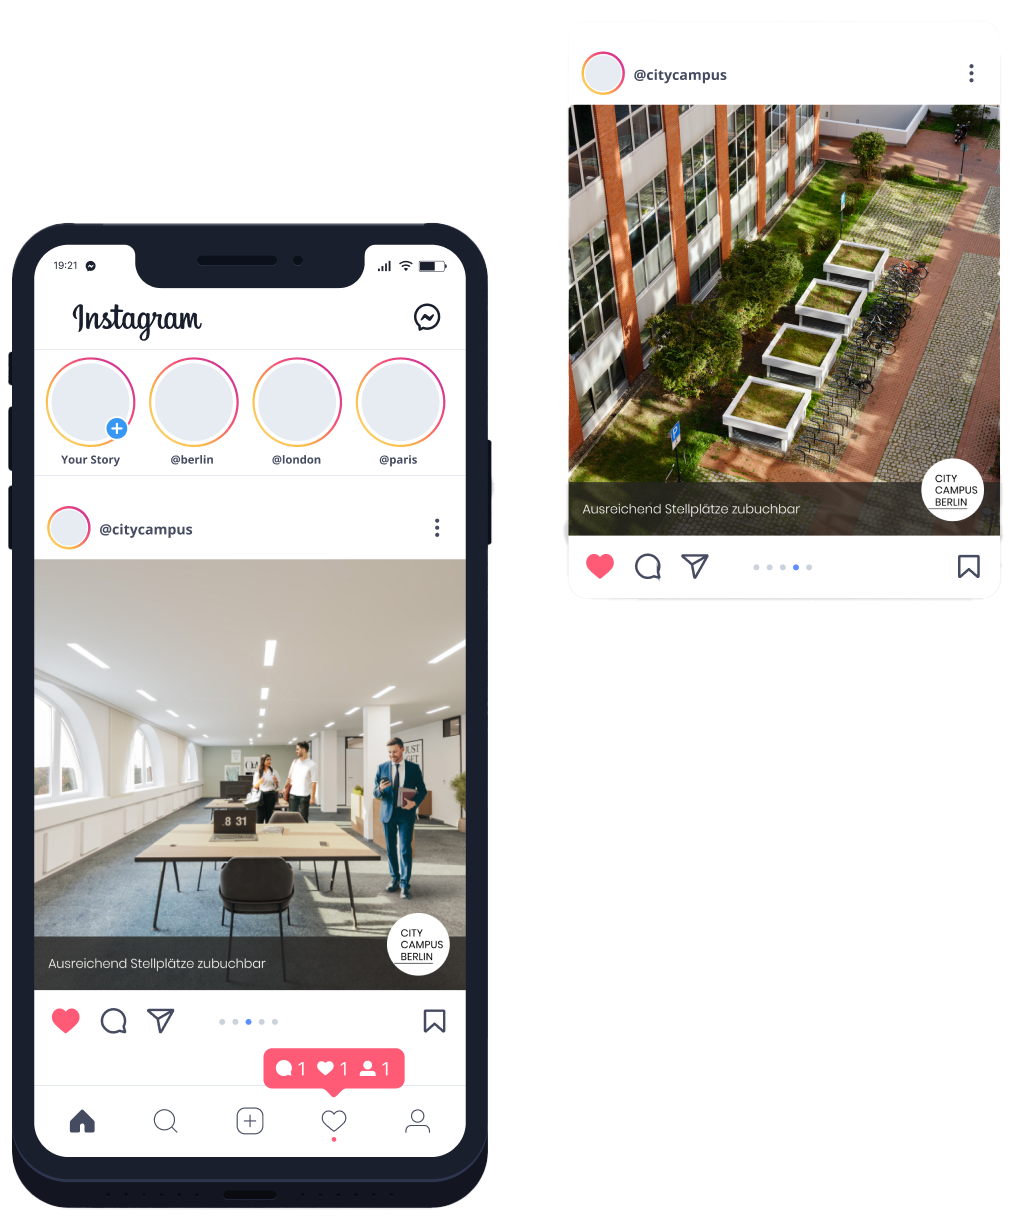 19:21
Instagram
Your Story
@berlin
@london
@paris
@citycampus
.8 31
CITY
CAMPUS
BERLIN
Ausreichend Stellplätze zubuchbar
1 1 1
@citycampus
P
CITY
CAMPUS
BERLIN
Ausreichend Stellplätze zubuchbar